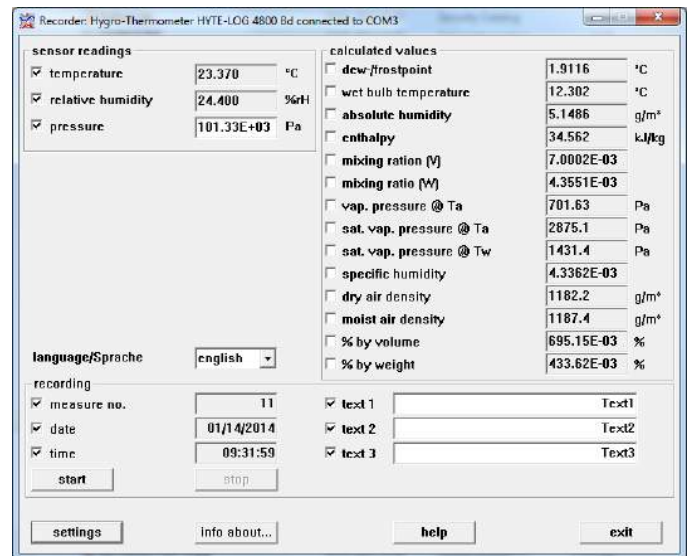 Recorder: Hygro-Thermometer HYTE-LOG 4800 Bd connected to COM3
sensor readings
temperature 23.370 °C
relative humidity 24.400 %rH
pressure 101.33E+03 Pa
calculated values
dew-/frostpoint 1.9116 °C
wet bulb temperature 12.302 °C
absolute humidity 5.1486 g/m³
enthalpy 34.562 kJ/kg
mixing ration (V) 7.0002E-03
mixing ratio (W) 4.3551E-03
vap. pressure @ Ta 701.63 Pa
sat. vap. pressure @ Ta 2875.1 Pa
sat. vap. pressure @ Tw 1431.4 Pa
specific humidity 4.3362E-03
dry air density 1182.2 g/m³
moist air density 1187.4 g/m³
% by volume 695.15E-03 %
% by weight 433.62E-03 %
language/Sprache english
recording
measure no. 11
date 01/14/2014
time 09:31:59
text 1 Text1
text 2 Text2
text 3 Text3
start stop
settings info about... help exit